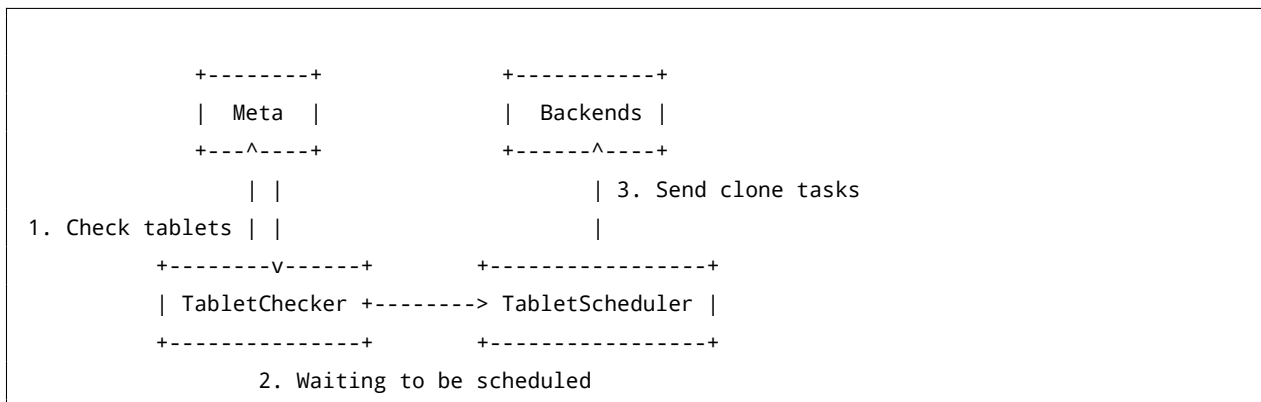 +--------+              +-----------+
|  Meta  |              |  Backends |
+---^----+              +------^----+
| |                        | 3. Send clone tasks
1. Check tablets | |                        |
+--------v------+        +-----------------+
| TabletChecker +--------> TabletScheduler |
+---------------+        +-----------------+
2. Waiting to be scheduled